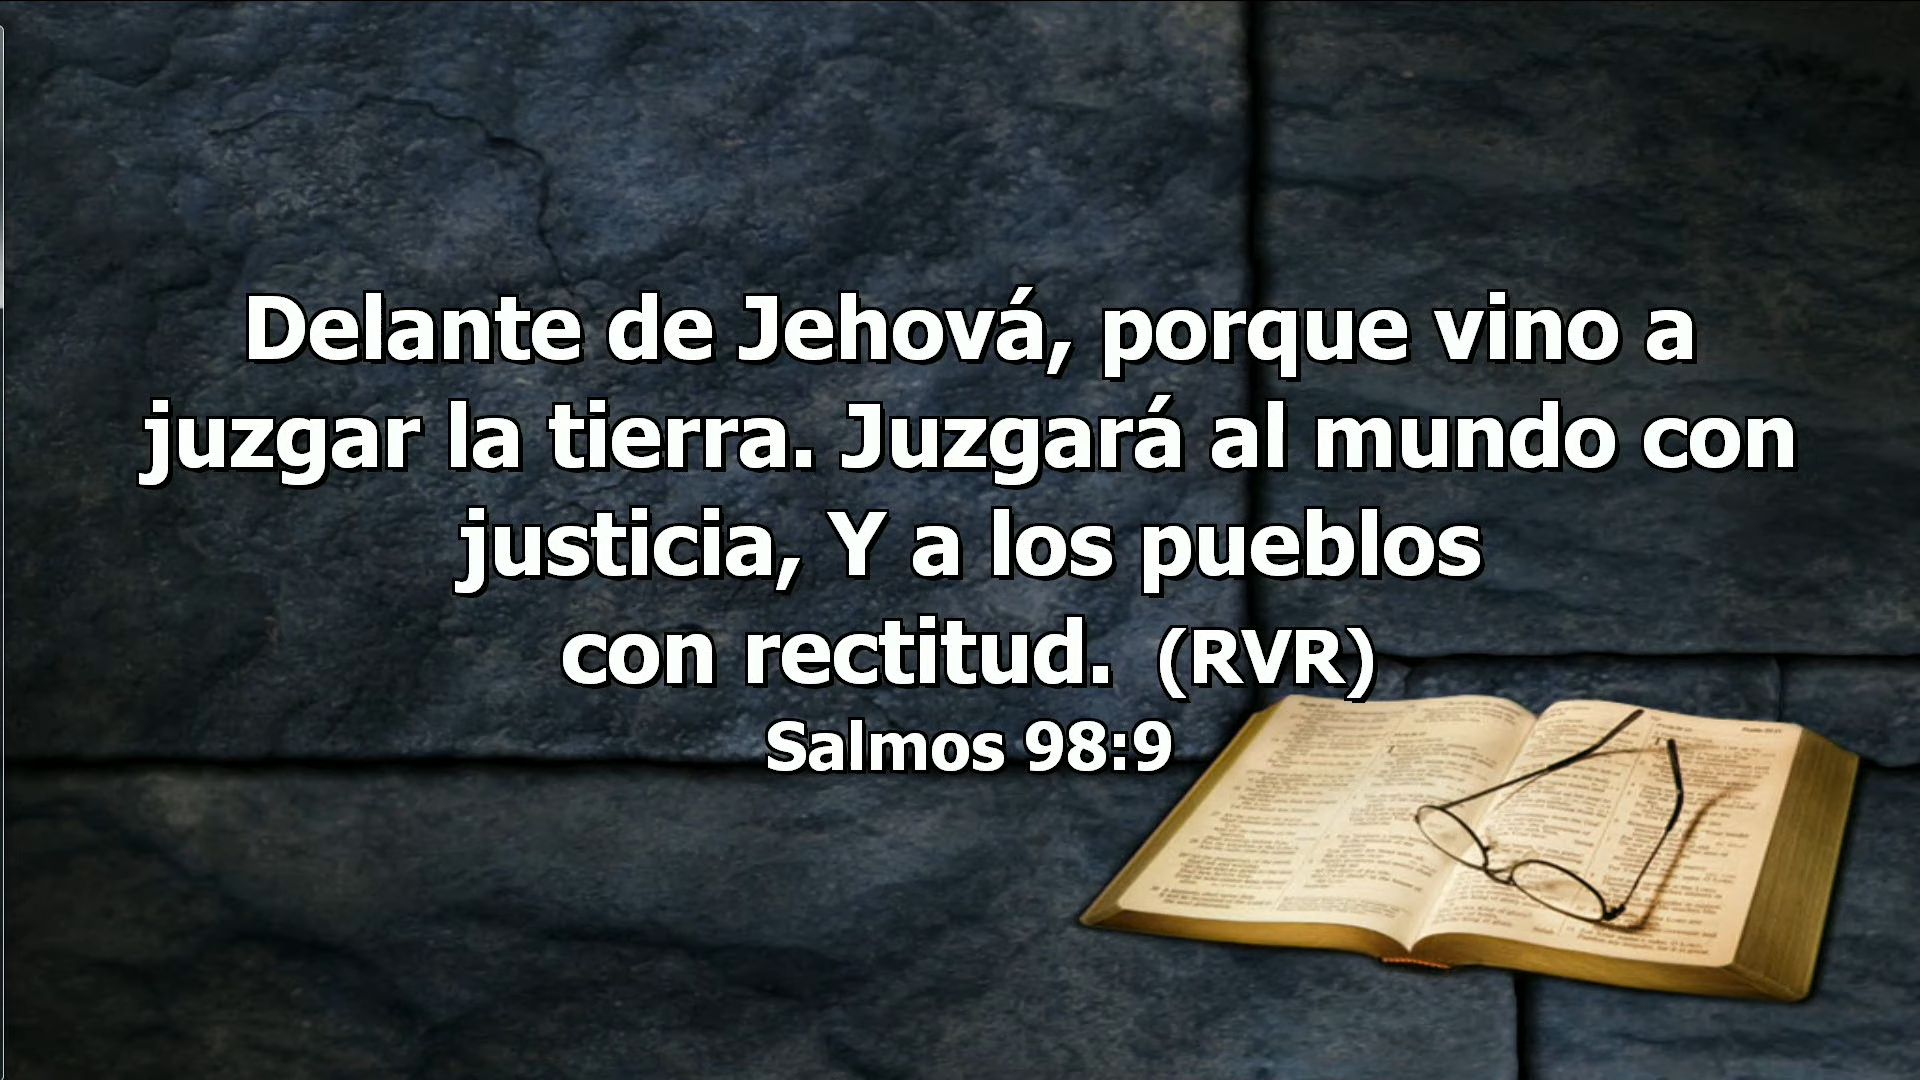 Delante de Jehová, porque vino a
juzgar la tierra. Juzgará al mundo con
justicia, Y a los pueblos
con rectitud. (RVR)
Salmos 98:9